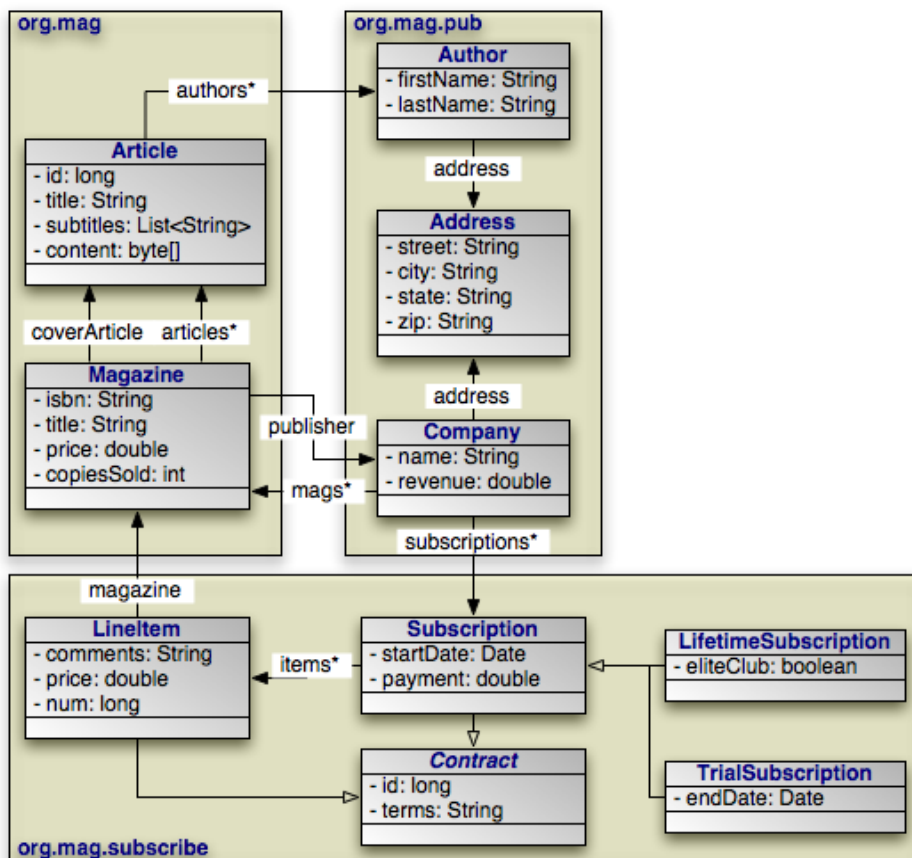 org.mag
org.mag.pub
Author
- firstName: String
- lastName: String
authors*
Article
- id: long
- title: String
- subtitles: List<String>
- content: byte[]
address
Address
- street: String
- city: String
- state: String
- zip: String
coverArticle
articles*
Magazine
- isbn: String
- title: String
- price: double
- copiesSold: int
address
publisher
Company
- name: String
- revenue: double
mags*
subscriptions*
magazine
LineItem
- comments: String
- price: double
- num: long
items*
Subscription
- startDate: Date
- payment: double
LifetimeSubscription
- eliteClub: boolean
Contract
- id: long
- terms: String
TrialSubscription
- endDate: Date
org.mag.subscribe